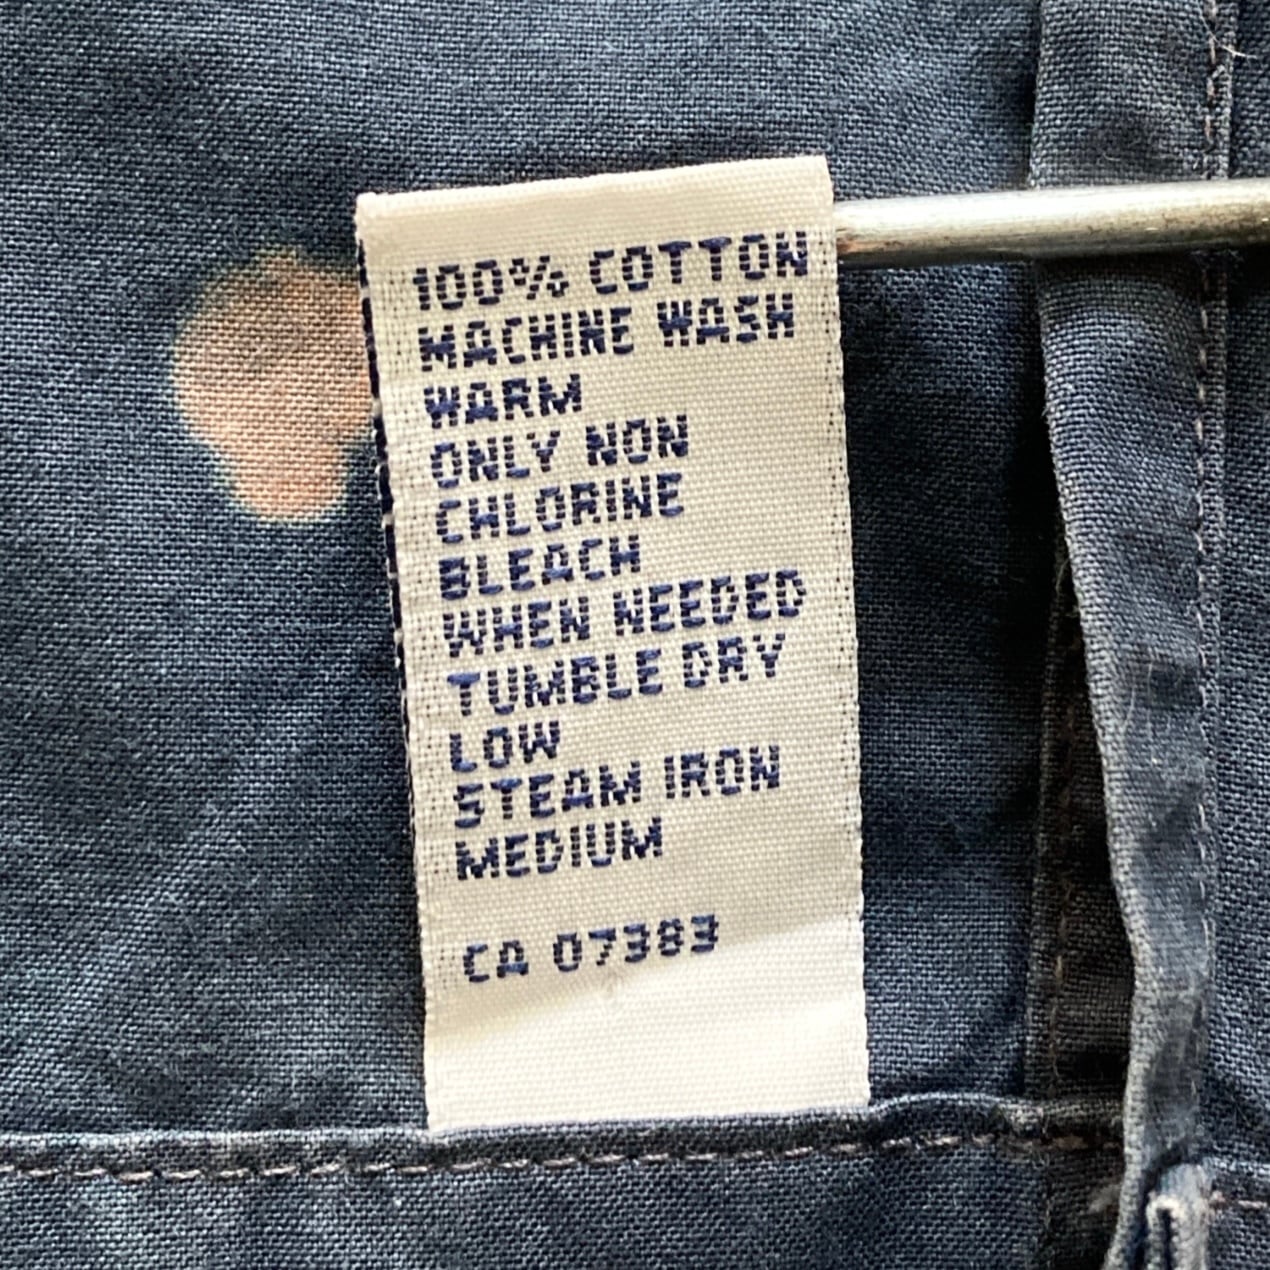 100% COTTON
MACHINE WASH
WARM
ONLY NON
CHLORINE
BLEACH
WHEN NEEDED
TUMBLE DRY
LOW
STEAM IRON
MEDIUM
CA 07383